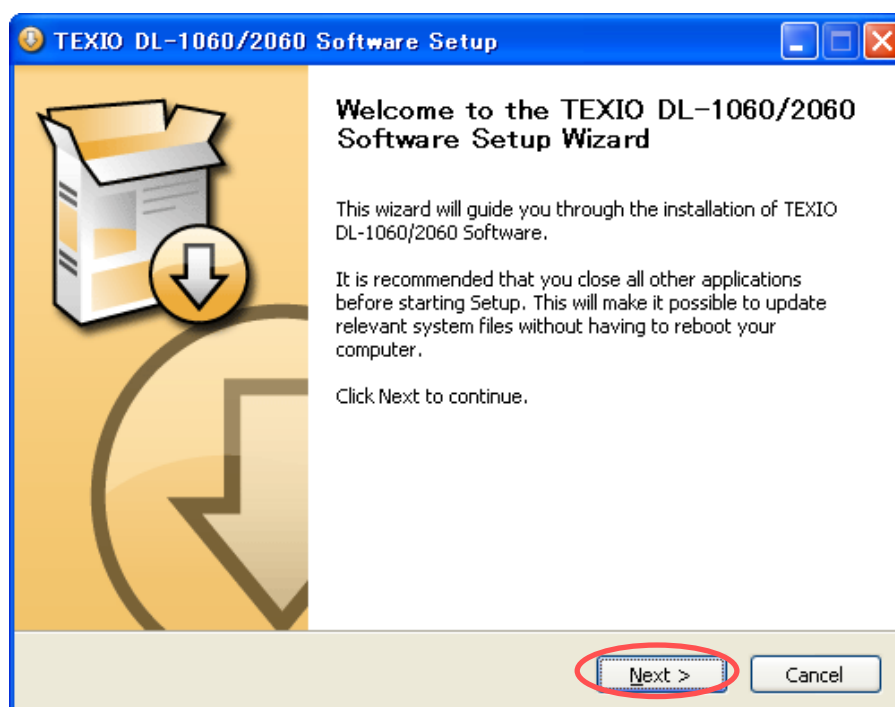 TEXIO DL-1060/2060 Software Setup
Welcome to the TEXIO DL-1060/2060
Software Setup Wizard
This wizard will guide you through the installation of TEXIO
DL-1060/2060 Software.
It is recommended that you close all other applications
before starting Setup. This will make it possible to update
relevant system files without having to reboot your
computer.
Click Next to continue.
Next >
Cancel